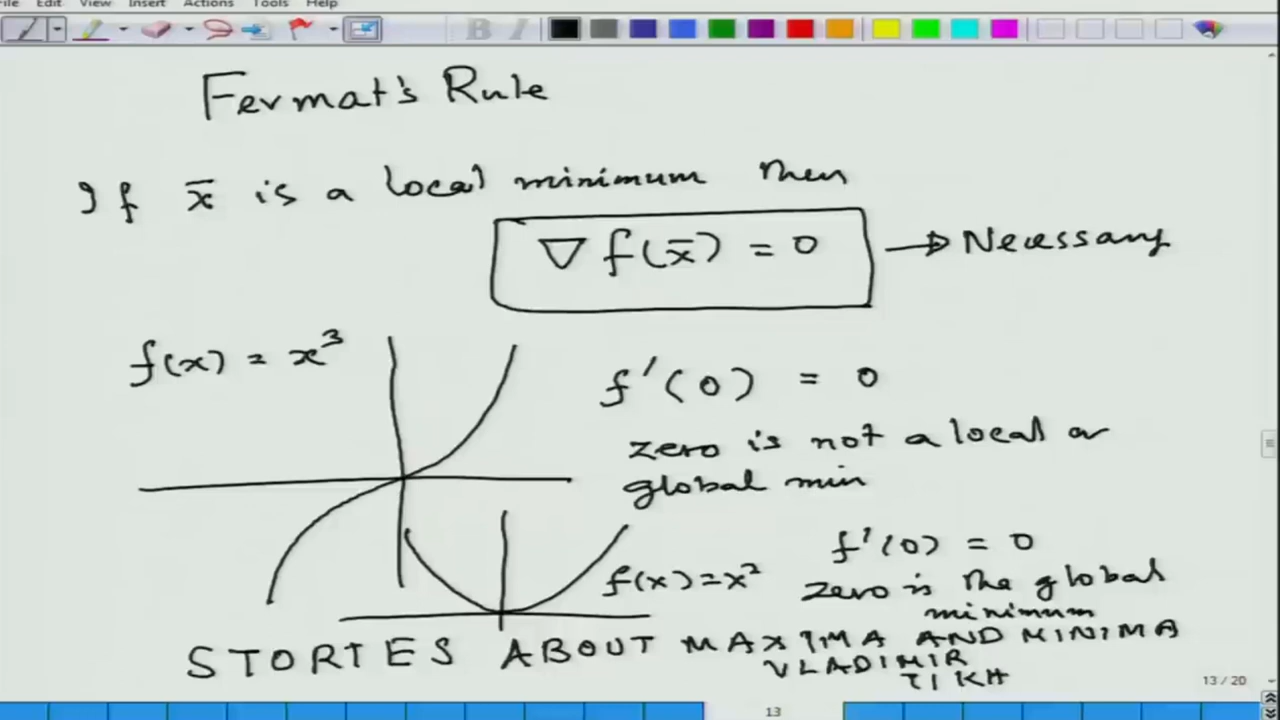 File Edit View Insert Actions Tools Help
Fermat's Rule
If x̄ is a local minimum then
∇ f(x̄) = 0 → Necessary
f(x) = x³
f'(0) = 0
zero is not a local or
global min
f(x) = x²
f'(0) = 0
zero is the global
minimum
STORIES ABOUT MAXIMA AND MINIMA
VLADIMIR
TIKH
13 / 20
13